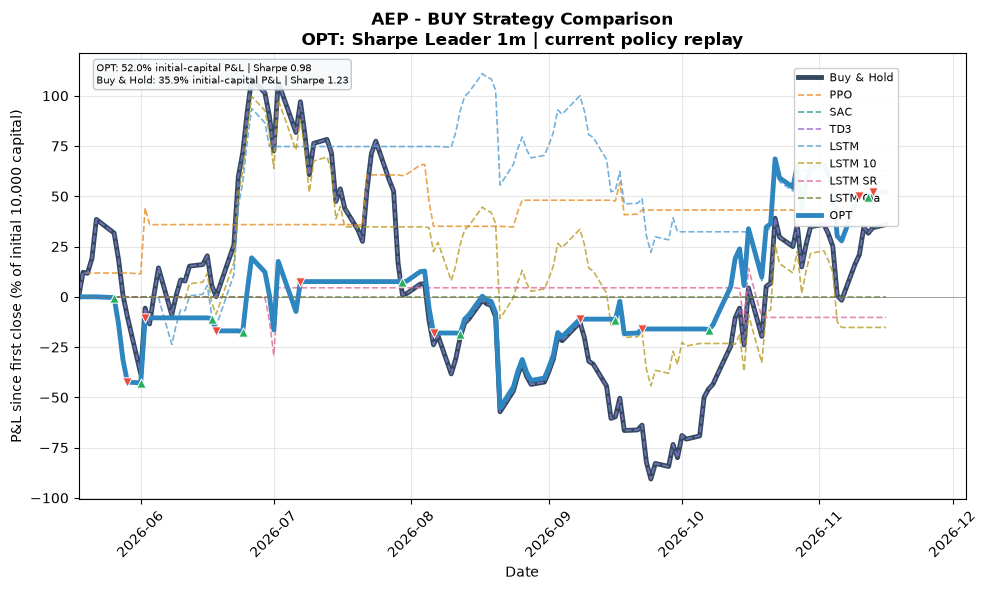 AEP - BUY Strategy Comparison
OPT: Sharpe Leader 1m | current policy replay
OPT: 52.0% initial-capital P&L | Sharpe 0.98
Buy & Hold: 35.9% initial-capital P&L | Sharpe 1.23
Buy & Hold
PPO
SAC
TD3
LSTM
LSTM 10
LSTM SR
OPT
P&L since first close (% of initial 10,000 capital)
100
75
50
25
0
−25
−50
−75
−100
2026-06
2026-07
2026-08
2026-09
2026-10
2026-11
2026-12
Date